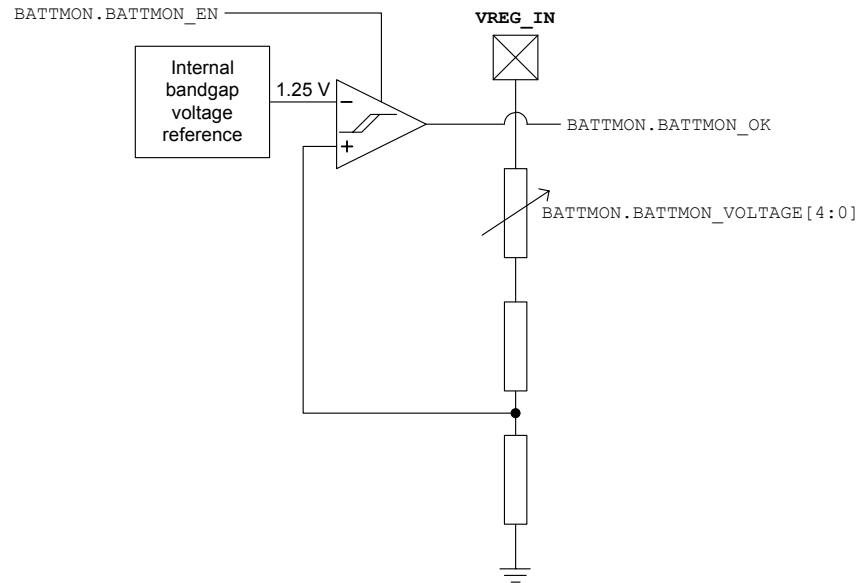 BATTMON.BATTMON_EN
VREG_IN
Internal
bandgap
voltage
reference
1.25 V
BATTMON.BATTMON_OK
BATTMON.BATTMON_VOLTAGE[4:0]